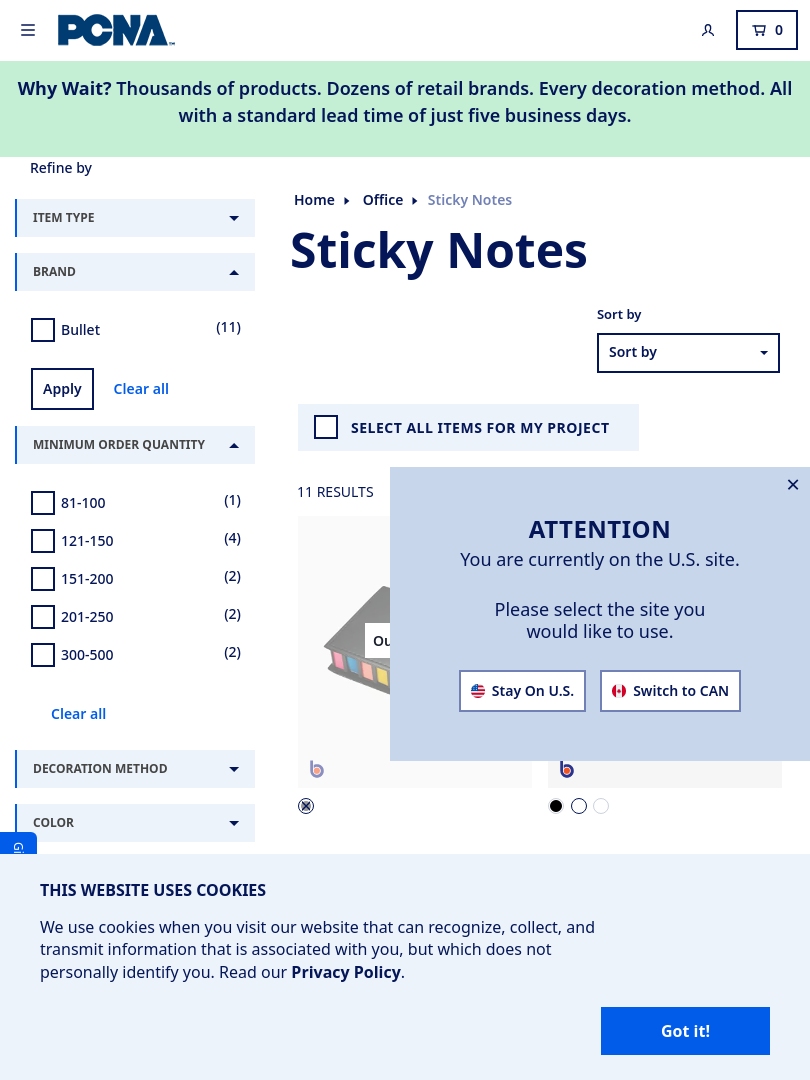 PCNA
0
Why Wait? Thousands of products. Dozens of retail brands. Every decoration method. All
with a standard lead time of just five business days.
Refine by
ITEM TYPE
BRAND
Bullet
(11)
Apply
Clear all
MINIMUM ORDER QUANTITY
81-100
(1)
121-150
(4)
151-200
(2)
201-250
(2)
300-500
(2)
Clear all
DECORATION METHOD
COLOR
Home
Office
Sticky Notes
Sticky Notes
Sort by
Sort by
SELECT ALL ITEMS FOR MY PROJECT
11 RESULTS
ATTENTION
You are currently on the U.S. site.
Please select the site you
would like to use.
Stay On U.S.
Switch to CAN
THIS WEBSITE USES COOKIES
We use cookies when you visit our website that can recognize, collect, and
transmit information that is associated with you, but which does not
personally identify you. Read our Privacy Policy.
Got it!